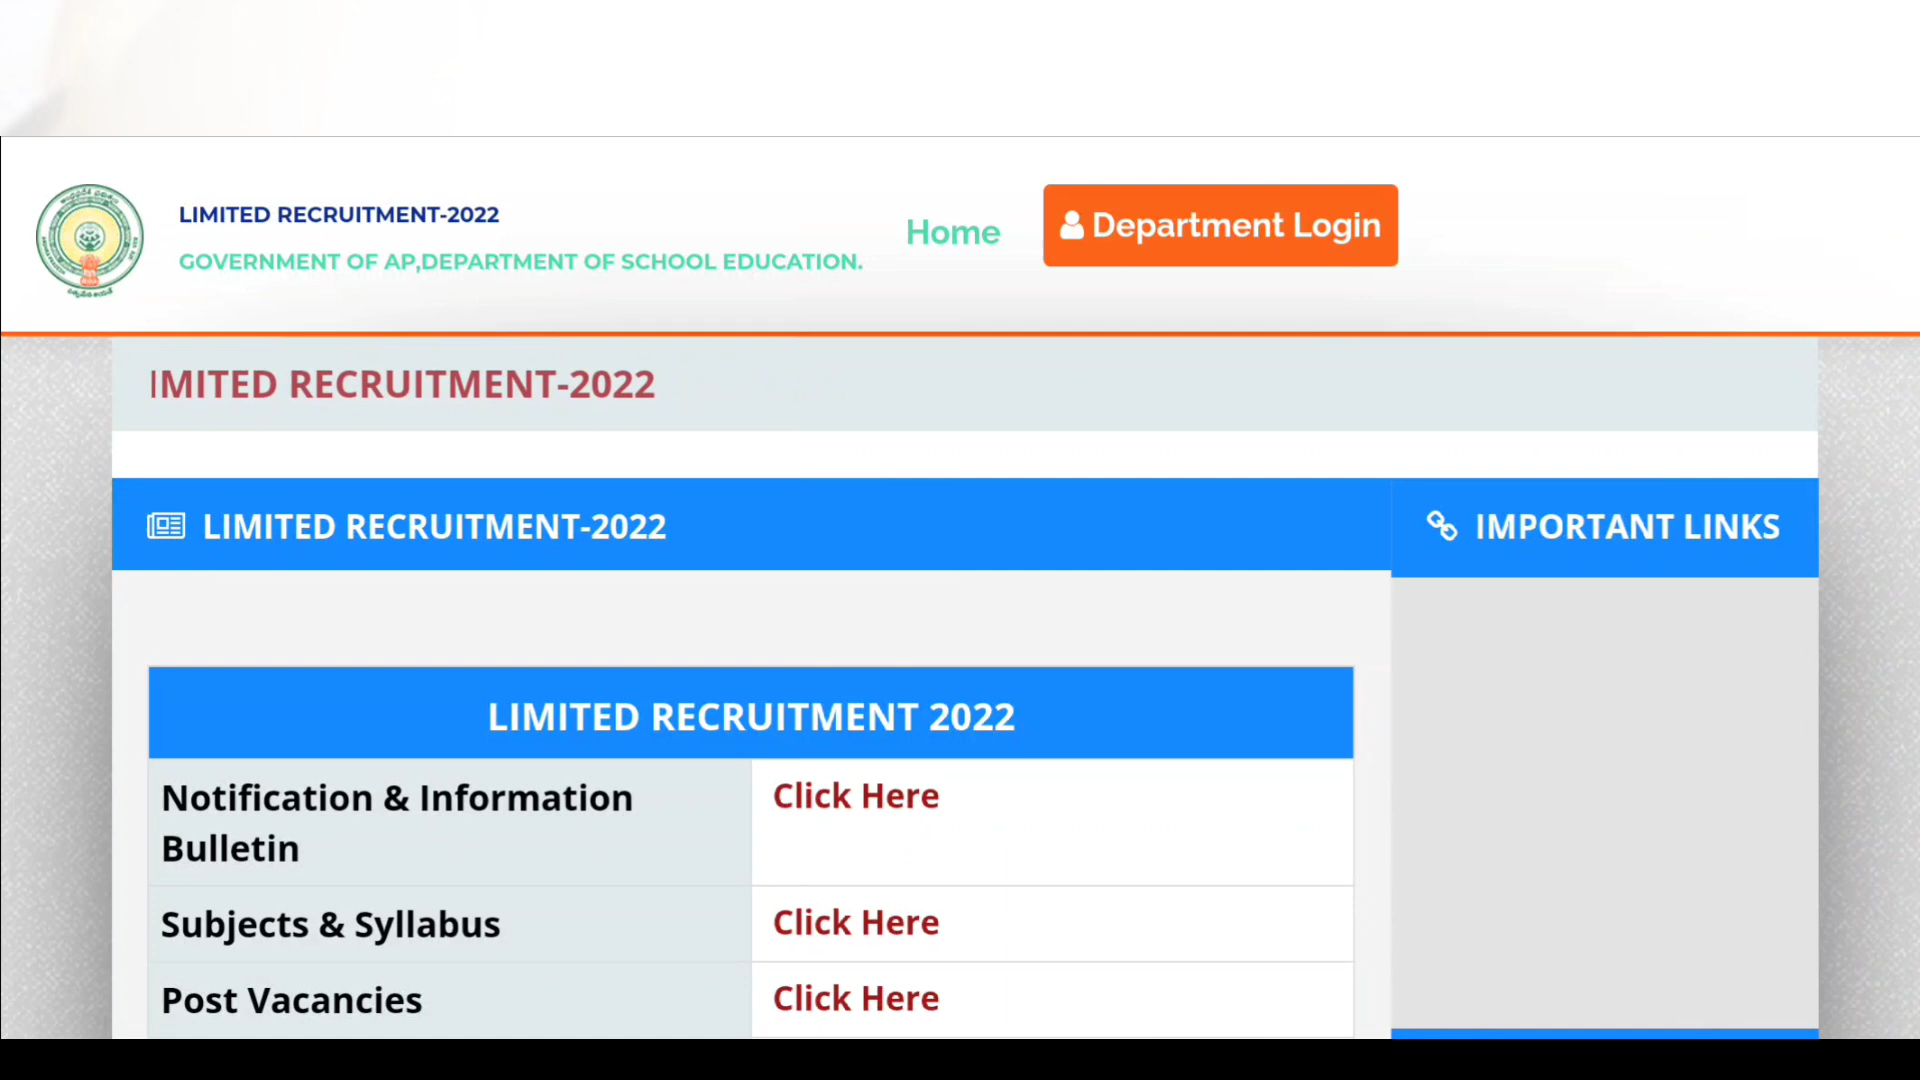 LIMITED RECRUITMENT-2022
GOVERNMENT OF AP,DEPARTMENT OF SCHOOL EDUCATION.
Home
Department Login
IMITED RECRUITMENT-2022
LIMITED RECRUITMENT-2022
IMPORTANT LINKS
LIMITED RECRUITMENT 2022
Notification & Information
Bulletin
Click Here
Subjects & Syllabus
Click Here
Post Vacancies
Click Here